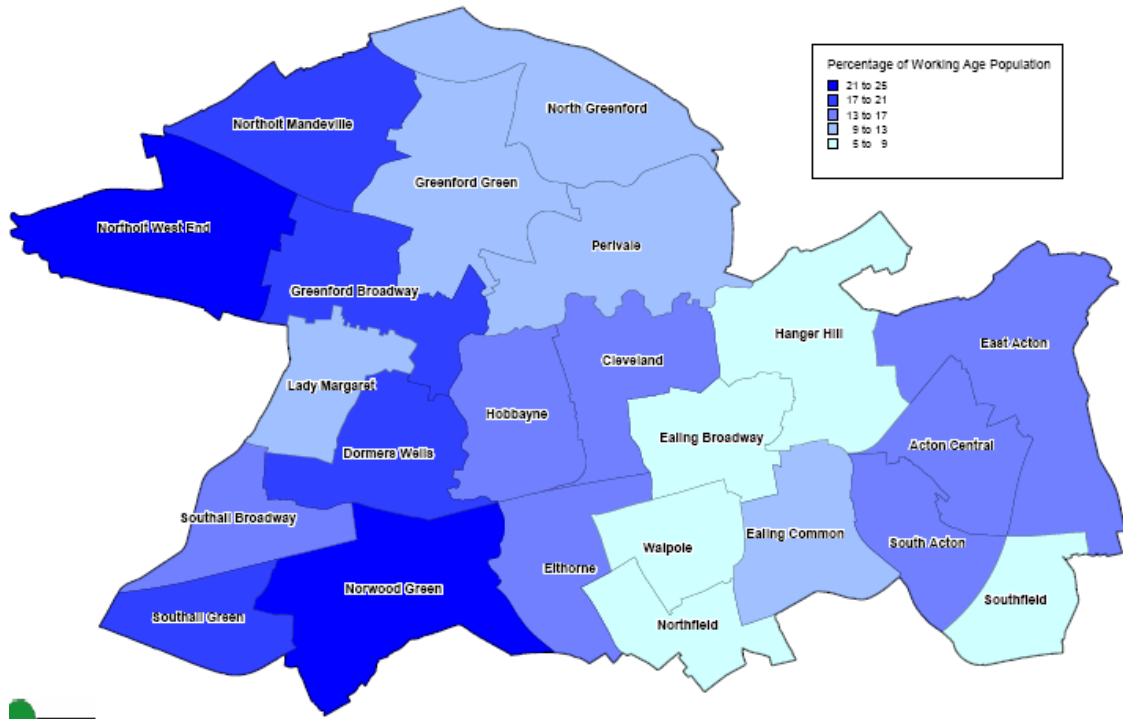 Percentage of Working Age Population
21 to 25
17 to 21
13 to 17
9 to 13
5 to 9
North Greenford
Northolt Mandeville
Greenford Green
Northolt West End
Perivale
Greenford Broadway
Hanger Hill
East Acton
Cleveland
Lady Margaret
Hobbayne
Ealing Broadway
Acton Central
Dormers Wells
Southall Broadway
Ealing Common
South Acton
Walpole
Elthorne
Norwood Green
Southfield
Southall Green
Northfield